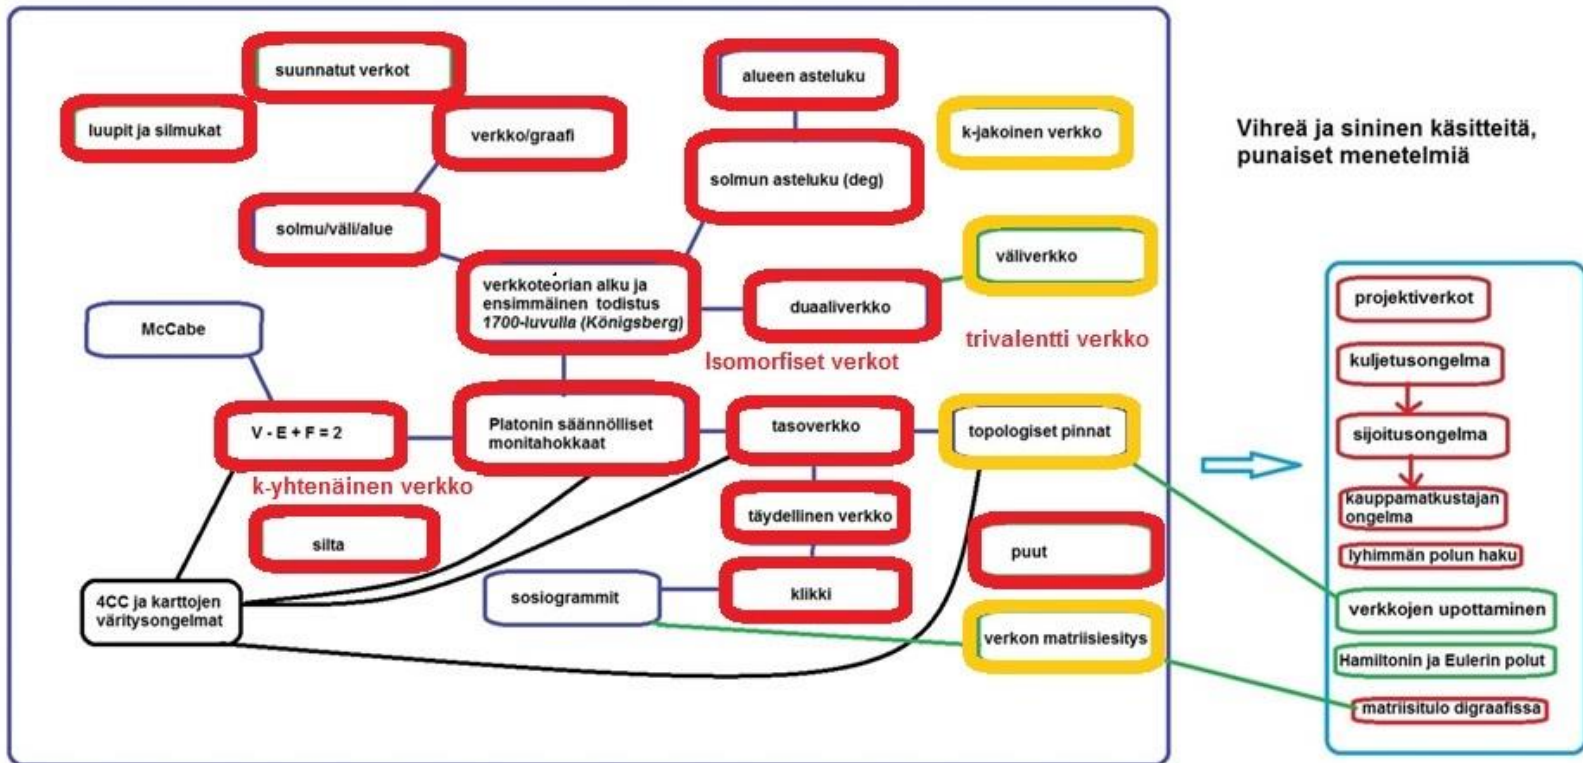 suunnatut verkot
alueen asteluku
luupit ja silmukat
verkko/graafi
k-jakoinen verkko
Vihreä ja sininen käsitteitä,
punaiset menetelmiä
solmun asteluku (deg)
solmu/väli/alue
väliverkko
verkkoteorian alku ja
ensimmäinen todistus
1700-luvulla (Königsberg)
duaaliverkko
McCabe
Isomorfiset verkot
trivalentti verkko
V - E + F = 2
Platonin säännölliset
monitahokkaat
tasoverkko
topologiset pinnat
k-yhtenäinen verkko
silta
täydellinen verkko
puut
4CC ja karttojen
väritysongelmat
sosiogrammit
klikki
verkon matriisiesitys
projektiverkot
kuljetusongelma
sijoitusongelma
kauppamatkustajan
ongelma
lyhimmän polun haku
verkkojen upottaminen
Hamiltonin ja Eulerin polut
matriisitulo digraafissa